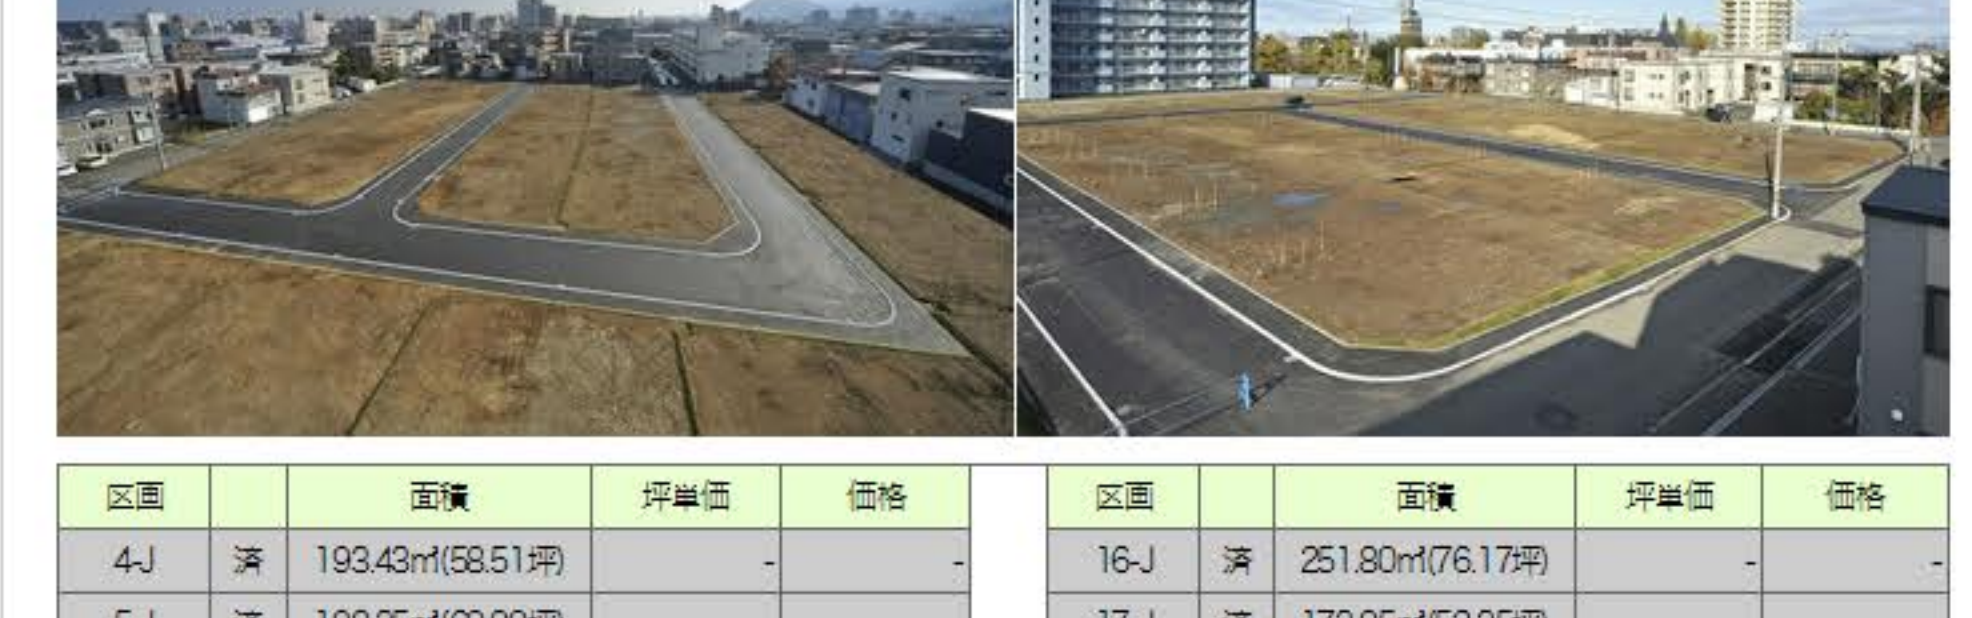 区画 面積 坪単価 価格 区画 面積 坪単価 価格
4-J 済 193.43㎡(58.51坪) - - 16-J 済 251.80㎡(76.17坪) - -